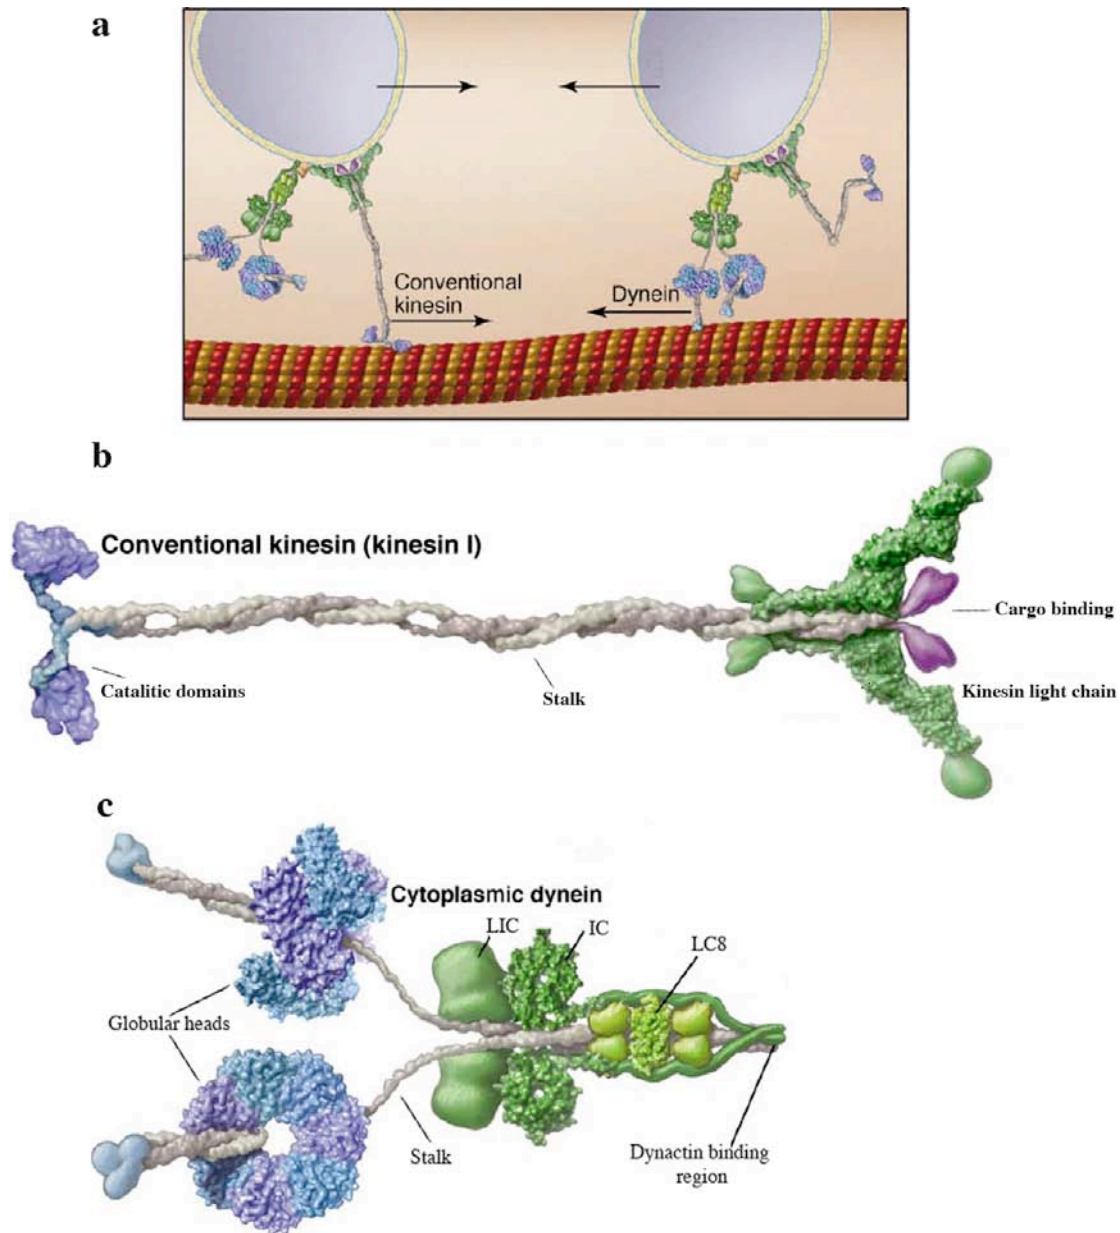 a
Conventional
kinesin
Dynein
b
Conventional kinesin (kinesin I)
Cargo binding
Catalitic domains
Stalk
Kinesin light chain
c
Cytoplasmic dynein
LIC
IC
LC8
Globular heads
Stalk
Dynactin binding
region